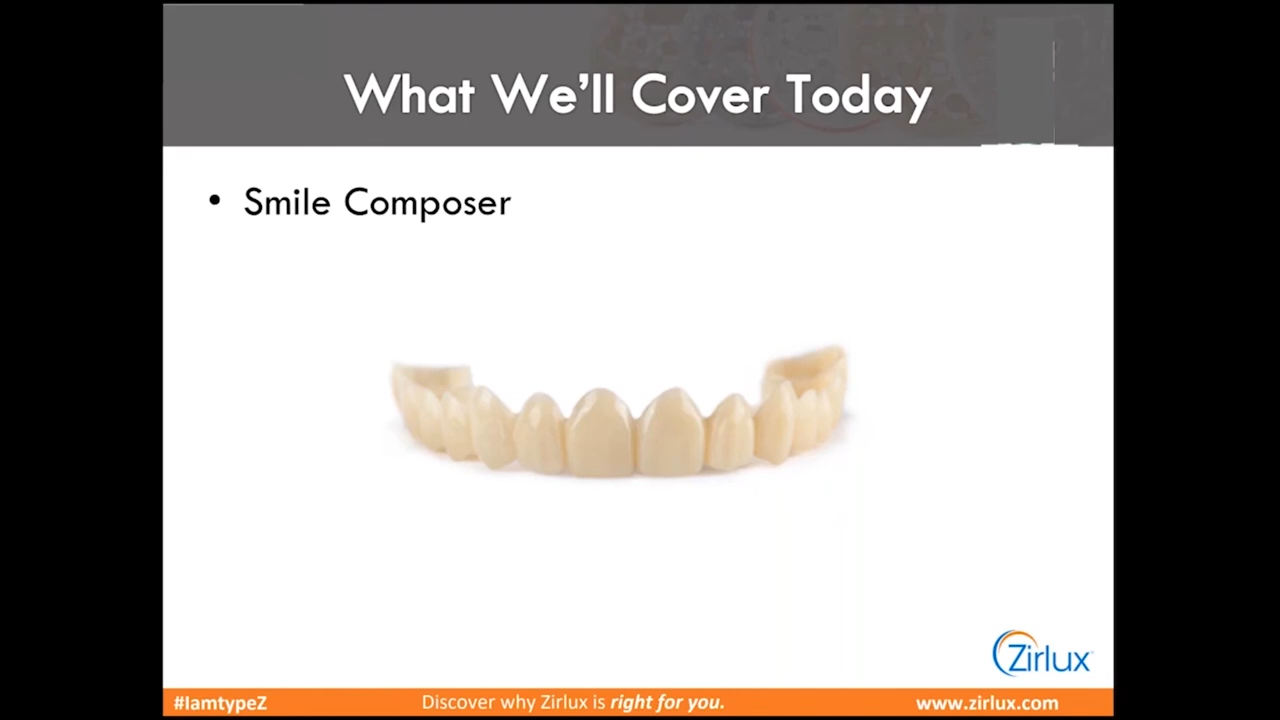 What We’ll Cover Today
• Smile Composer
Zirlux
#IamtypeZ
Discover why Zirlux is right for you.
www.zirlux.com